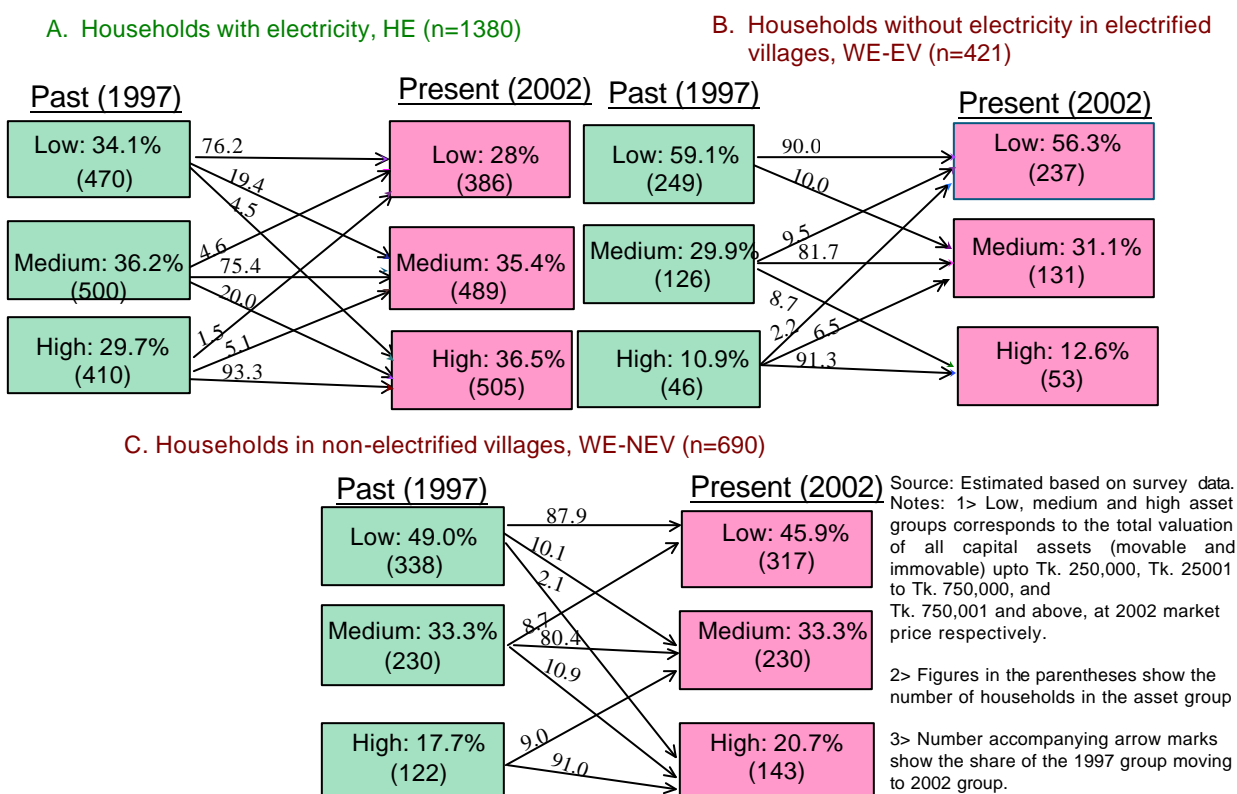 A. Households with electricity, HE (n=1380)
B. Households without electricity in electrified
villages, WE-EV (n=421)
Past (1997)
Present (2002)
Low: 34.1%
(470)
Medium: 36.2%
(500)
High: 29.7%
(410)
76.2
19.4
4.5
4.6
75.4
20.0
1.5
5.1
93.3
Low: 28%
(386)
Medium: 35.4%
(489)
High: 36.5%
(505)
Past (1997)
Present (2002)
Low: 59.1%
(249)
Medium: 29.9%
(126)
High: 10.9%
(46)
90.0
10.0
9.5
81.7
8.7
2.2
6.5
91.3
Low: 56.3%
(237)
Medium: 31.1%
(131)
High: 12.6%
(53)
C. Households in non-electrified villages, WE-NEV (n=690)
Past (1997)
Present (2002)
Low: 49.0%
(338)
Medium: 33.3%
(230)
High: 17.7%
(122)
87.9
10.1
2.1
8.7
80.4
10.9
9.0
91.0
Low: 45.9%
(317)
Medium: 33.3%
(230)
High: 20.7%
(143)
Source: Estimated based on survey data.
Notes: 1> Low, medium and high asset
groups corresponds to the total valuation
of all capital assets (movable and
immovable) upto Tk. 250,000, Tk. 25001
to Tk. 750,000, and
Tk. 750,001 and above, at 2002 market
price respectively.
2> Figures in the parentheses show the
number of households in the asset group
3> Number accompanying arrow marks
show the share of the 1997 group moving
to 2002 group.